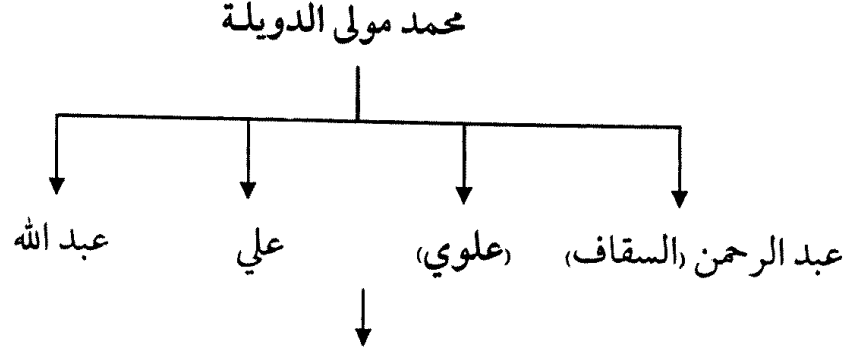 محمد مولى الدويلة
عبد الرحمن (السقاف) (علوي) علي عبد الله